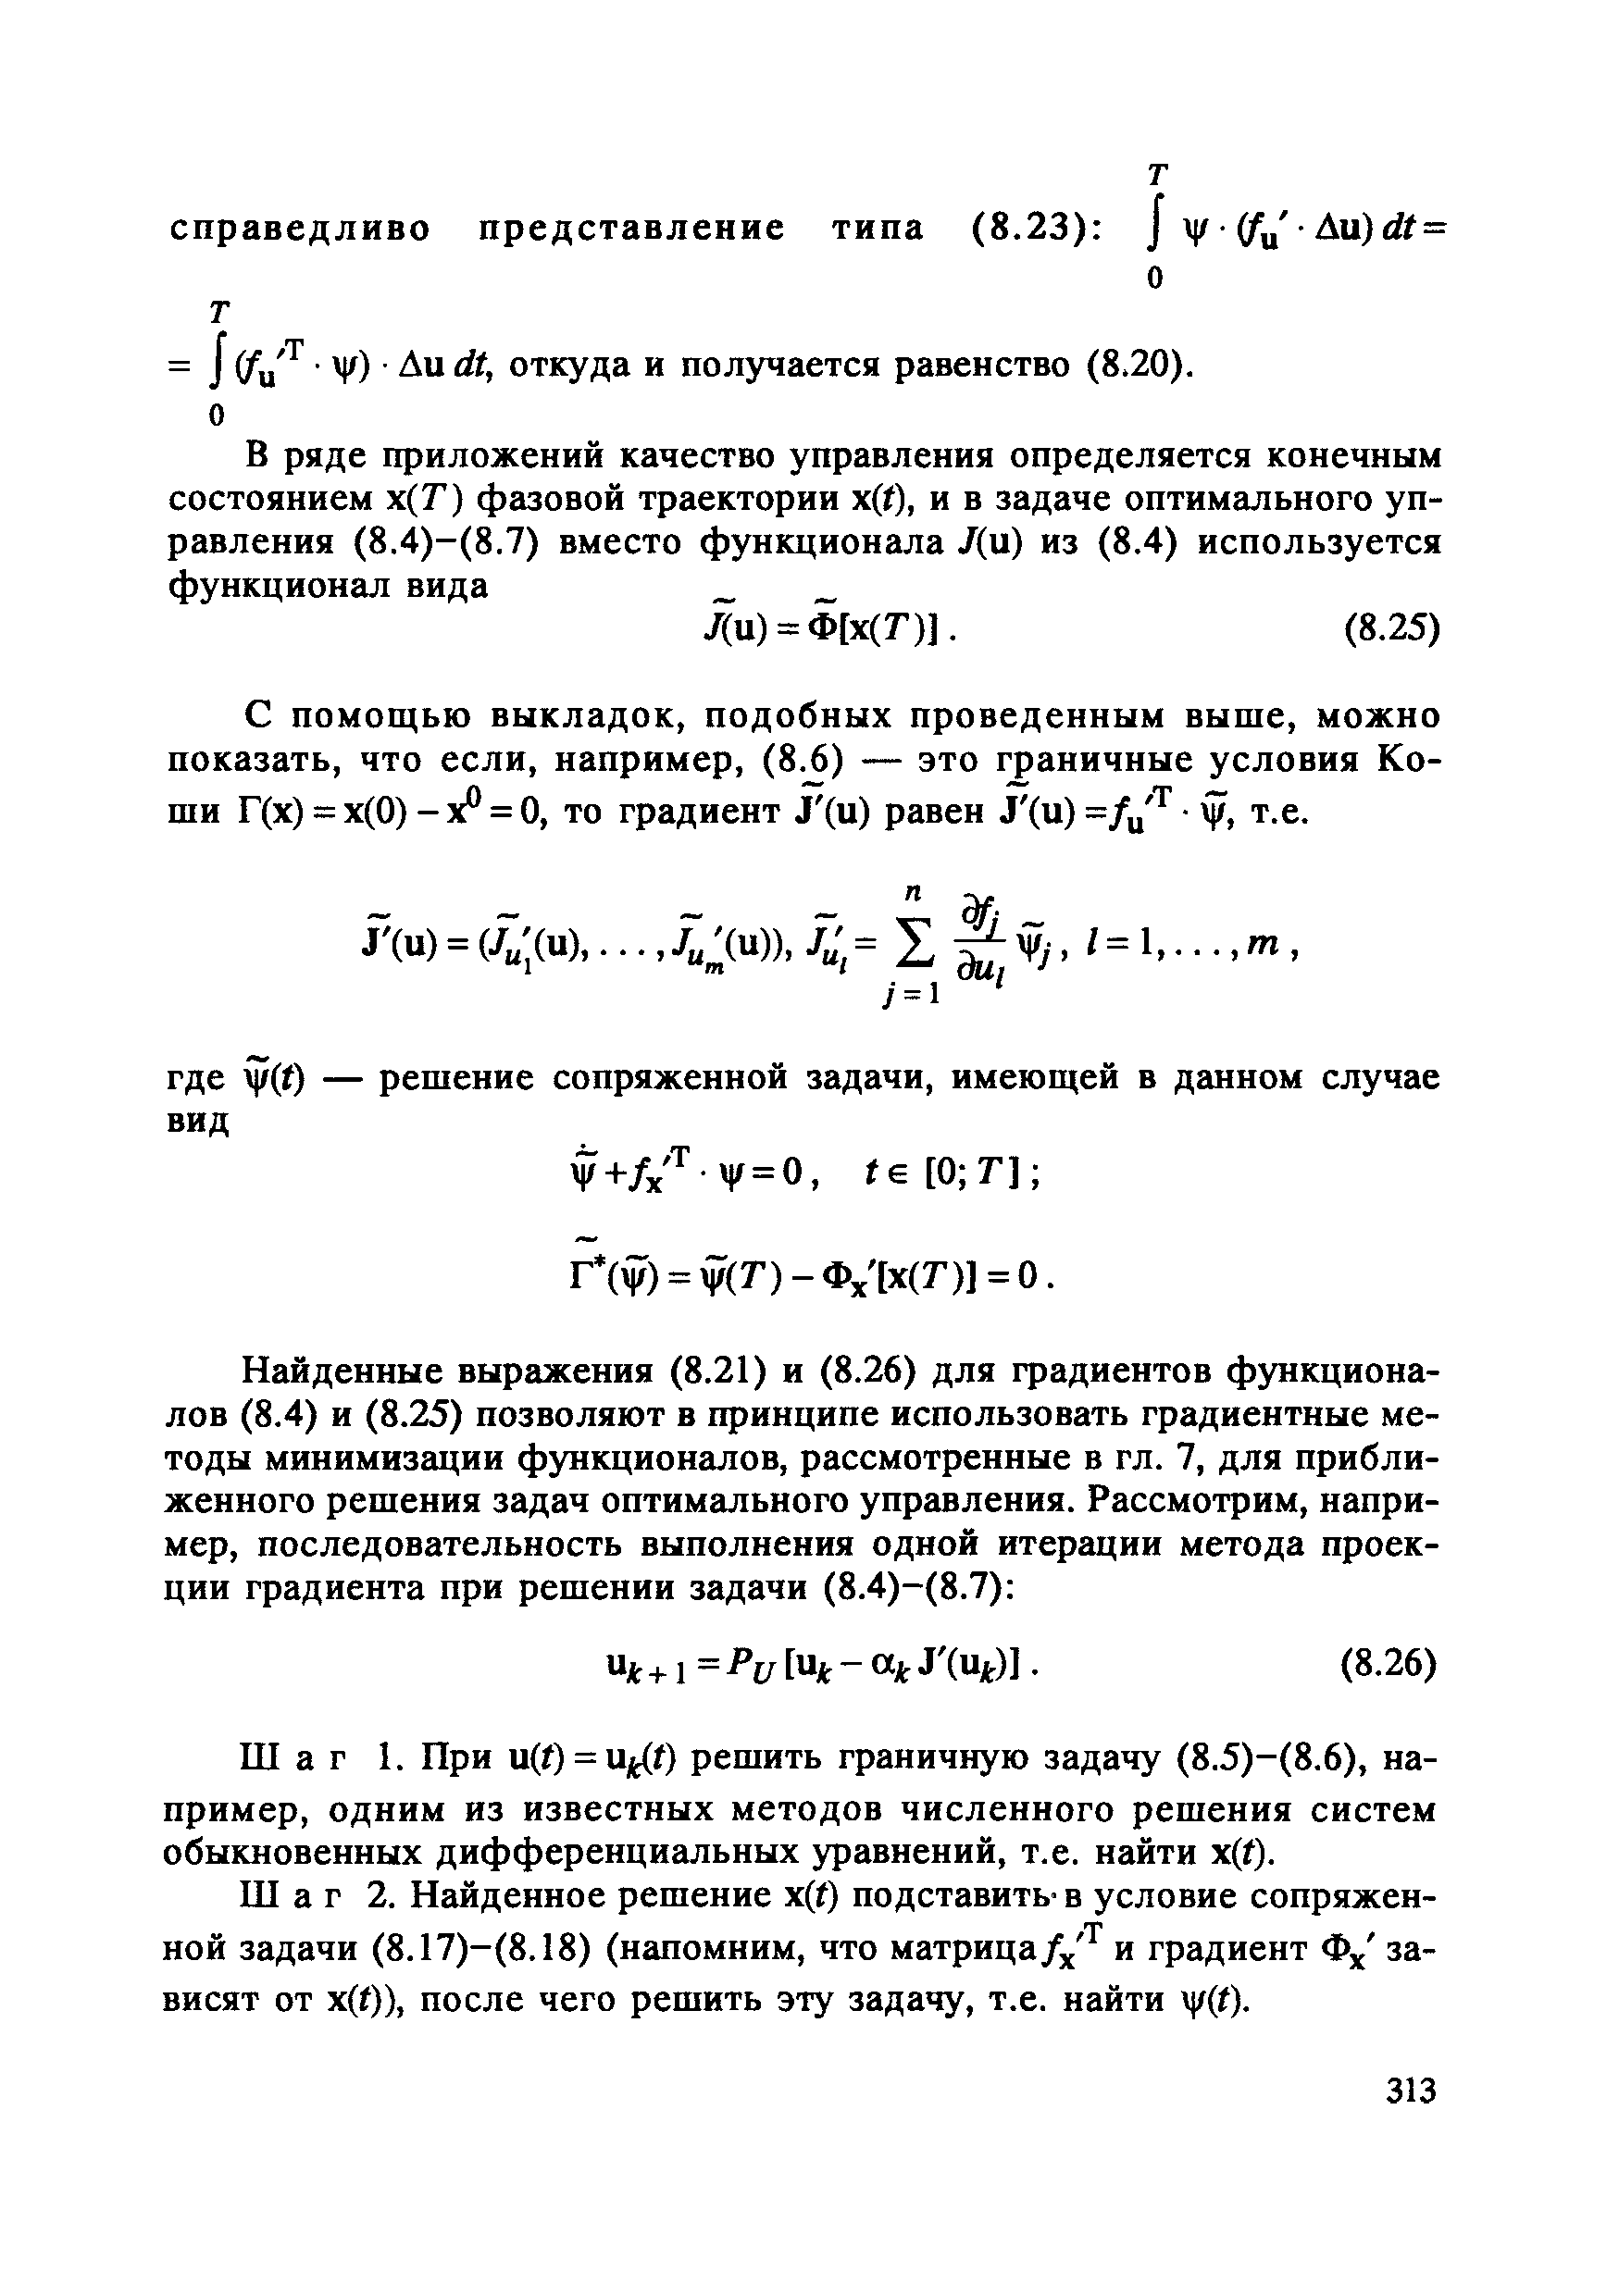 справедливо представление типа (8.23): \int_0^T ψ · (f_u′ · Δu) dt =
= \int_0^T (f_u′^T · ψ) · Δu dt, откуда и получается равенство (8.20).
В ряде приложений качество управления определяется конечным
состоянием x(T) фазовой траектории x(t), и в задаче оптимального уп-
равления (8.4)–(8.7) вместо функционала J(u) из (8.4) используется
функционал вида
J̃(u) = Φ̃[x(T)] . (8.25)
С помощью выкладок, подобных проведенным выше, можно
показать, что если, например, (8.6) — это граничные условия Ко-
ши Γ(x) = x(0) – x^0 = 0, то градиент J̃′(u) равен J̃′(u) = f_u′^T · ψ̃, т.е.
J̃′(u) = (J̃_{u_1}′(u), . . . , J̃_{u_m}′(u)), J̃_{u_l}′ = \sum_{j = 1}^n \frac{∂f_j}{∂u_l} ψ̃_j , l = 1, . . . , m ,
где ψ̃(t) — решение сопряженной задачи, имеющей в данном случае
вид
\dot{ψ̃} + f_x′^T · ψ = 0 , t ∈ [0; T] ;
Γ̃^*(ψ̃) = ψ̃(T) – Φ_x′[x(T)] = 0 .
Найденные выражения (8.21) и (8.26) для градиентов функциона-
лов (8.4) и (8.25) позволяют в принципе использовать градиентные ме-
тоды минимизации функционалов, рассмотренные в гл. 7, для прибли-
женного решения задач оптимального управления. Рассмотрим, напри-
мер, последовательность выполнения одной итерации метода проек-
ции градиента при решении задачи (8.4)–(8.7):
u_{k + 1} = P_U [u_k – α_k J′(u_k)] . (8.26)
Ш а г 1. При u(t) = u_k(t) решить граничную задачу (8.5)–(8.6), на-
пример, одним из известных методов численного решения систем
обыкновенных дифференциальных уравнений, т.е. найти x(t).
Ш а г 2. Найденное решение x(t) подставить в условие сопряжен-
ной задачи (8.17)–(8.18) (напомним, что матрица f_x′^T и градиент Φ_x′ за-
висят от x(t)), после чего решить эту задачу, т.е. найти ψ(t).
313